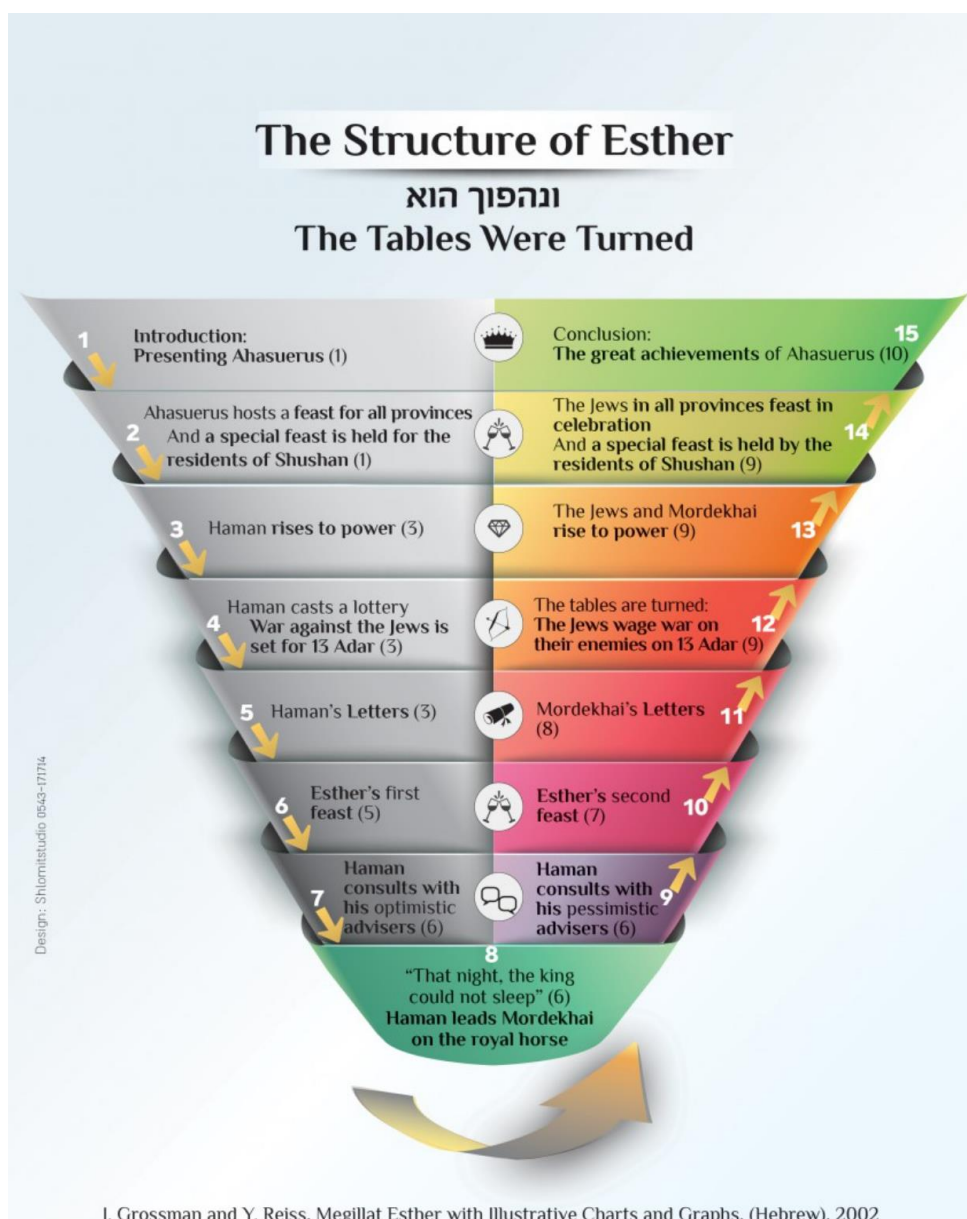 The Structure of Esther
ונהפוך הוא
The Tables Were Turned
1
Introduction:
Presenting Ahasuerus (1)
Conclusion:
The great achievements of Ahasuerus (10)
15
2
Ahasuerus hosts a feast for all provinces
And a special feast is held for the
residents of Shushan (1)
The Jews in all provinces feast in
celebration
And a special feast is held by the
residents of Shushan (9)
14
3
Haman rises to power (3)
The Jews and Mordekhai
rise to power (9)
13
4
Haman casts a lottery
War against the Jews is
set for 13 Adar (3)
The tables are turned:
The Jews wage war on
their enemies on 13 Adar (9)
12
5
Haman's Letters (3)
Mordekhai's Letters
(8)
11
6
Esther's first
feast (5)
Esther's second
feast (7)
10
7
Haman
consults with
his optimistic
advisers (6)
Haman
consults with
his pessimistic
advisers (6)
9
8
"That night, the king
could not sleep" (6)
Haman leads Mordekhai
on the royal horse
Design: Shlomitstudio 0543-171714
J. Grossman and Y. Reiss, Megillat Esther with Illustrative Charts and Graphs, (Hebrew), 2002